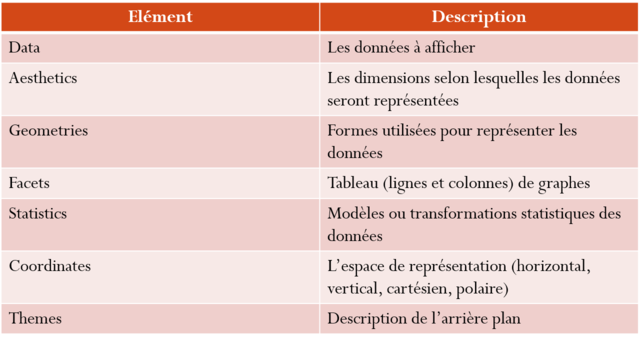 Elément Description
Data Les données à afficher
Aesthetics Les dimensions selon lesquelles les données
seront représentées
Geometries Formes utilisées pour représenter les
données
Facets Tableau (lignes et colonnes) de graphes
Statistics Modèles ou transformations statistiques des
données
Coordinates L’espace de représentation (horizontal,
vertical, cartésien, polaire)
Themes Description de l’arrière plan